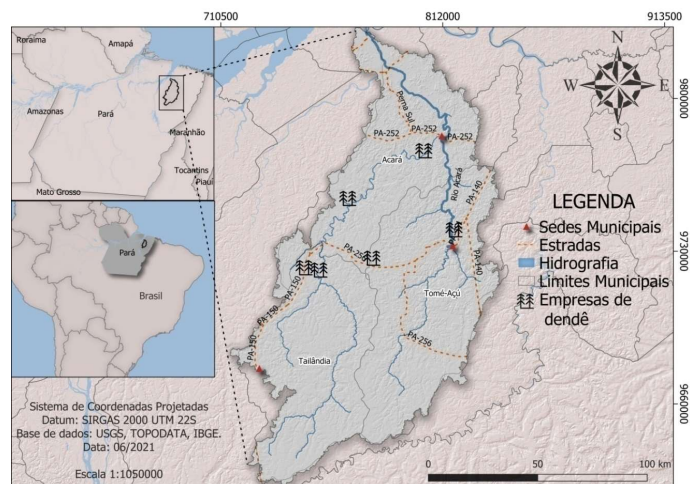 710500
812000
913500
Roraima
Amapá
Amazonas
Pará
Maranhão
Tocantins
Piauí
Mato Grosso
Pará
Brasil
N
W
E
S
9800000
9730000
9660000
Perna Sul
PA-252
PA-252
PA-252
Acará
Rio Acará
PA-140
PA-140
PA-256
PA-150
PA-150
PA-150
Tomé-Açú
PA-256
Tailândia
LEGENDA
Sedes Municipais
Estradas
Hidrografia
Limites Municipais
Empresas de
dendê
Sistema de Coordenadas Projetadas
Datum: SIRGAS 2000 UTM 22S
Base de dados: USGS, TOPODATA, IBGE.
Data: 06/2021
Escala 1:1050000
0
50
100 km